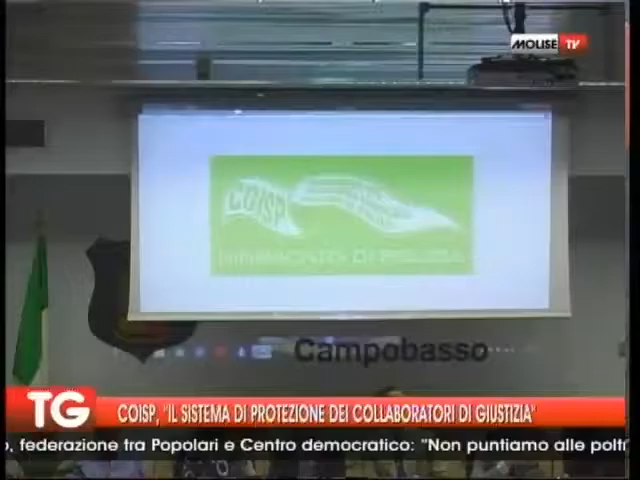 MOLISE TV
COISP
Campobasso
TG
COISP, "IL SISTEMA DI PROTEZIONE DEI COLLABORATORI DI GIUSTIZIA"
o, federazione tra Popolari e Centro democratico: "Non puntiamo alle poltr